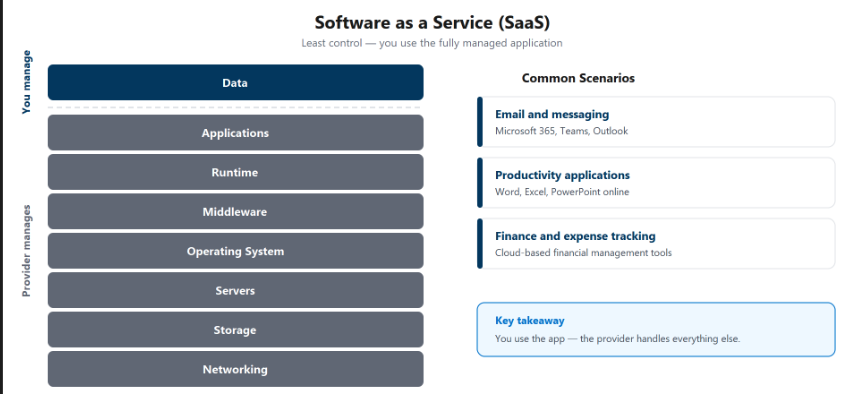 Software as a Service (SaaS)
Least control — you use the fully managed application
You manage
Data
Provider manages
Applications
Runtime
Middleware
Operating System
Servers
Storage
Networking
Common Scenarios
Email and messaging
Microsoft 365, Teams, Outlook
Productivity applications
Word, Excel, PowerPoint online
Finance and expense tracking
Cloud-based financial management tools
Key takeaway
You use the app — the provider handles everything else.